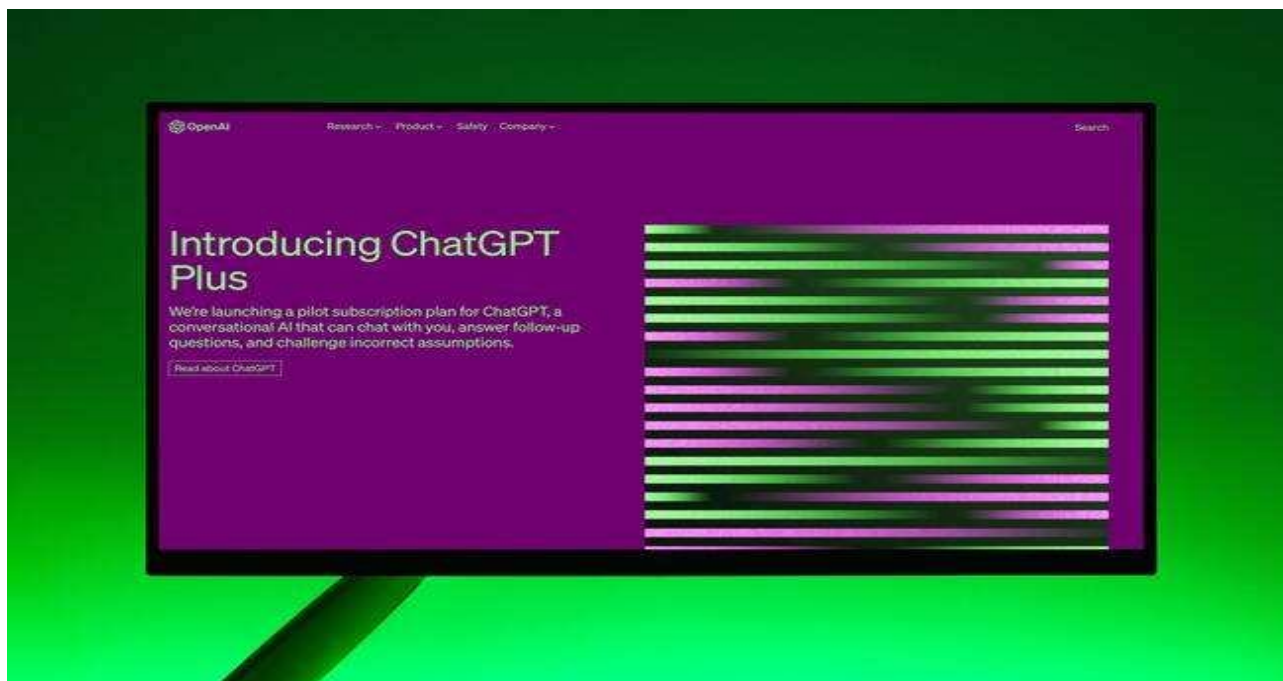 OpenAI
Research Product Safety Company
Search
Introducing ChatGPT
Plus
We're launching a pilot subscription plan for ChatGPT, a
conversational AI that can chat with you, answer follow-up
questions, and challenge incorrect assumptions.
Read about ChatGPT